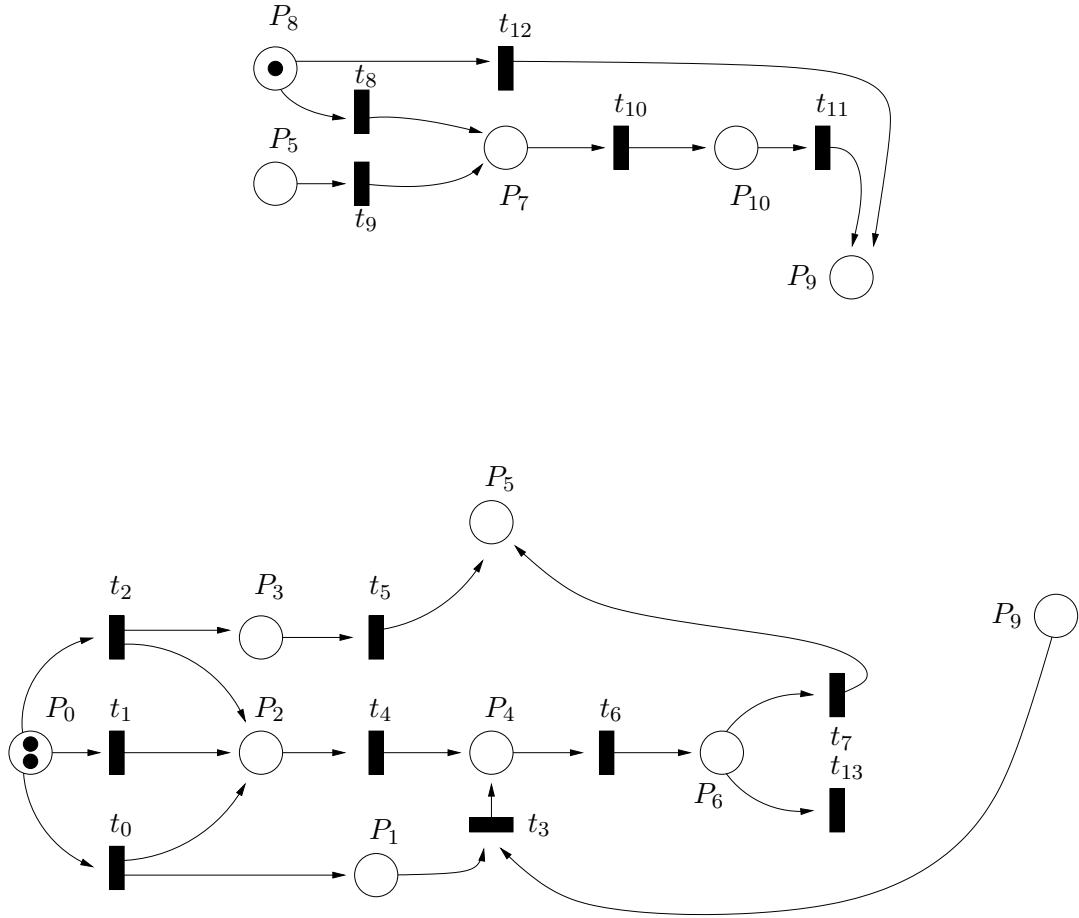 P₈
t₁₂
t₈
t₁₀
t₁₁
P₅
P₇
P₁₀
t₉
P₉
P₅
t₂
P₃
t₅
P₉
P₀
t₁
P₂
t₄
P₄
t₆
t₇
t₁₃
P₆
t₀
P₁
t₃